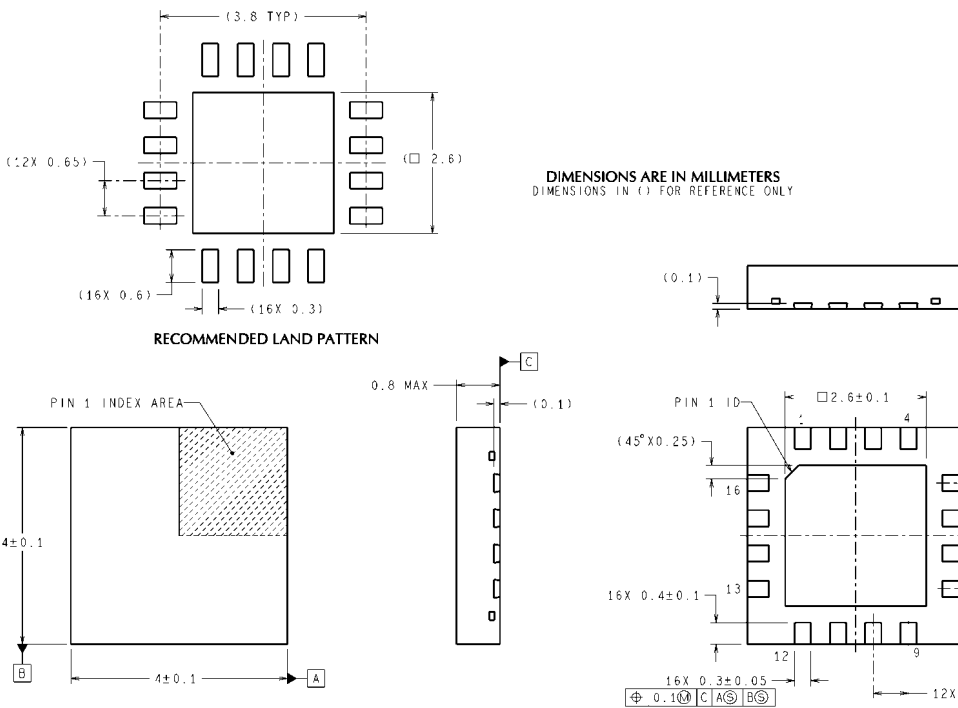 (3.8 TYP)
(12X 0.65)
(□ 2.6)
DIMENSIONS ARE IN MILLIMETERS
DIMENSIONS IN () FOR REFERENCE ONLY
(16X 0.6)
(16X 0.3)
(0.1)
RECOMMENDED LAND PATTERN
C
0.8 MAX
(0.1)
PIN 1 INDEX AREA
PIN 1 ID
□2.6±0.1
1
4
(45°X0.25)
16
4±0.1
13
16X 0.4±0.1
12
9
B
4±0.1
A
16X 0.3±0.05
⌖ 0.1Ⓜ C AⓈ BⓈ
12X